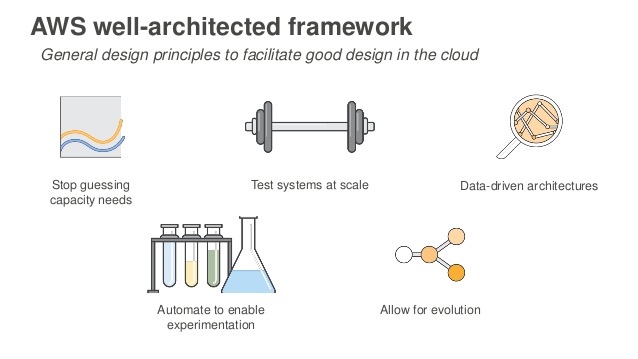 AWS well-architected framework
General design principles to facilitate good design in the cloud
Stop guessing
capacity needs
Test systems at scale
Data-driven architectures
Automate to enable
experimentation
Allow for evolution